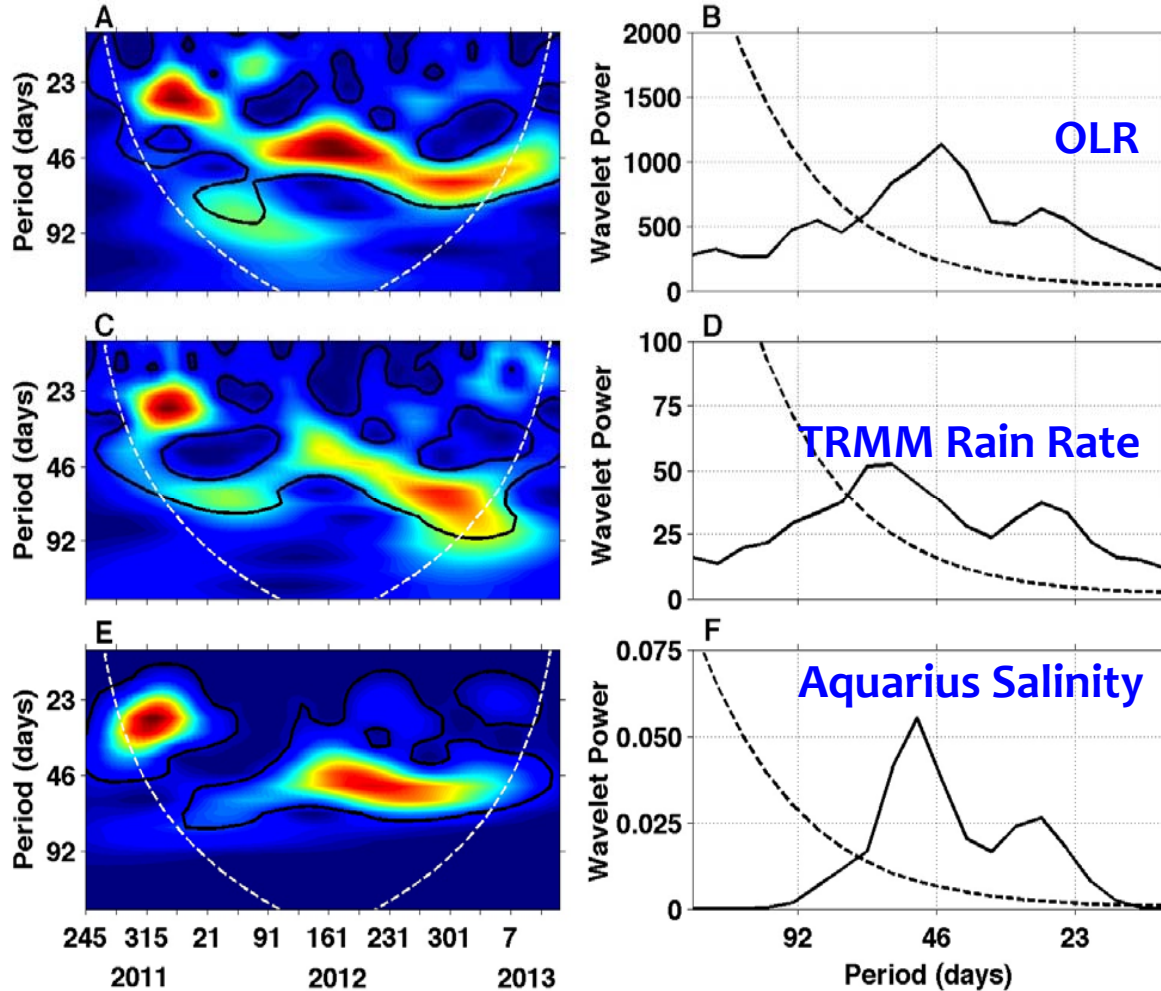 A
Period (days)
23
46
92
B
Wavelet Power
2000
1500
1000
500
0
OLR
C
Period (days)
23
46
92
D
Wavelet Power
100
75
50
25
0
TRMM Rain Rate
E
Period (days)
23
46
92
245 315 21 91 161 231 301 7
2011 2012 2013
F
Wavelet Power
0.075
0.050
0.025
0
Aquarius Salinity
92 46 23
Period (days)